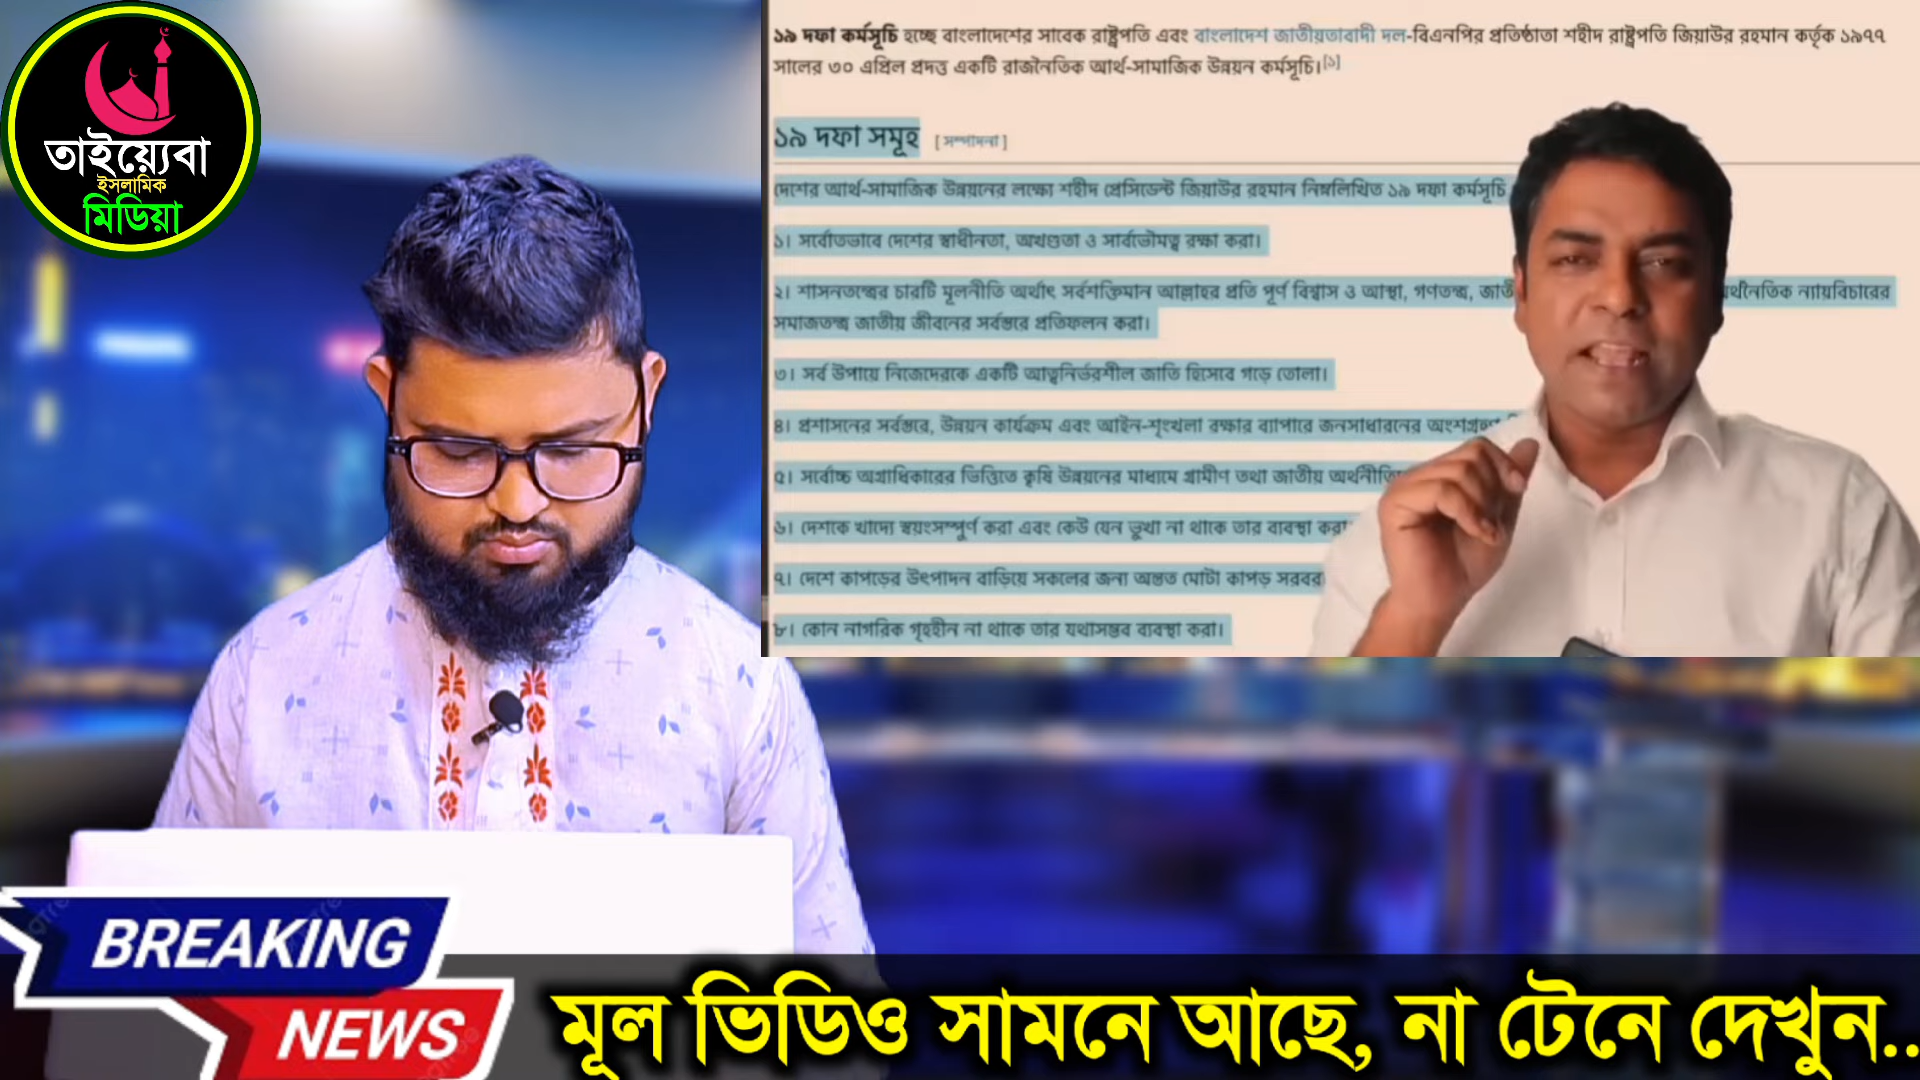 তাইয়্যেবা
ইসলামিক
মিডিয়া
১৯ দফা কর্মসূচি হচ্ছে বাংলাদেশের সাবেক রাষ্ট্রপতি এবং বাংলাদেশ জাতীয়তাবাদী দল-বিএনপির প্রতিষ্ঠাতা শহীদ রাষ্ট্রপতি জিয়াউর রহমান কর্তৃক ১৯৭৭
সালের ৩০ এপ্রিল প্রদত্ত একটি রাজনৈতিক আর্থ-সামাজিক উন্নয়ন কর্মসূচি।[১]
১৯ দফা সমূহ [ সম্পাদনা ]
দেশের আর্থ-সামাজিক উন্নয়নের লক্ষ্যে শহীদ প্রেসিডেন্ট জিয়াউর রহমান নিম্নলিখিত ১৯ দফা কর্মসূচি
১। সর্বোতভাবে দেশের স্বাধীনতা, অখণ্ডতা ও সার্বভৌমত্ব রক্ষা করা।
২। শাসনতন্ত্রের চারটি মূলনীতি অর্থাৎ সর্বশক্তিমান আল্লাহর প্রতি পূর্ণ বিশ্বাস ও আস্থা, গণতন্ত্র, ন্যায়বিচারের
সমাজতন্ত্র জাতীয় জীবনের সর্বস্তরে প্রতিফলন করা।
৩। সর্ব উপায়ে নিজেদেরকে একটি আত্বনির্ভরশীল জাতি হিসেবে গড়ে তোলা।
৪। প্রশাসনের সর্বস্তরে, উন্নয়ন কার্যক্রম এবং আইন-শৃংখলা রক্ষার ব্যাপারে জনসাধারনের
৫। সর্বোচ্চ অগ্রাধিকারের ভিত্তিতে কৃষি উন্নয়নের মাধ্যমে গ্রামীণ তথা জাতীয়
৬। দেশকে খাদ্যে স্বয়ংসম্পুর্ণ করা এবং কেউ যেন ভুখা না থাকে তার ব্যবস্থা করা
৭। দেশে কাপড়ের উৎপাদন বাড়িয়ে সকলের জন্য অন্তত মোটা কাপড়
৮। কোন নাগরিক গৃহহীন না থাকে তার যথাসম্ভব ব্যবস্থা করা।
BREAKING
NEWS
মূল ভিডিও সামনে আছে, না টেনে দেখুন..